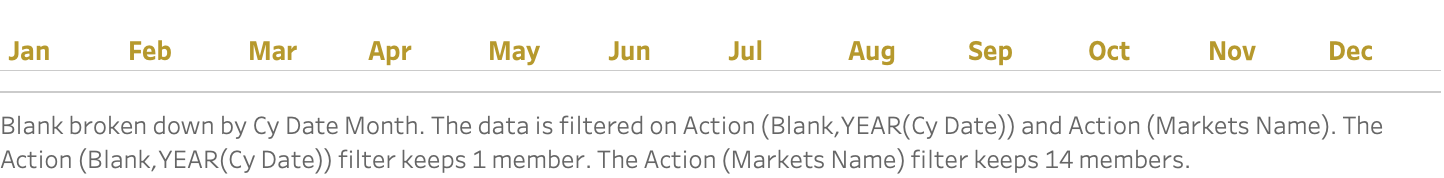 Jan Feb Mar Apr May Jun Jul Aug Sep Oct Nov Dec
Blank broken down by Cy Date Month. The data is filtered on Action (Blank,YEAR(Cy Date)) and Action (Markets Name). The
Action (Blank,YEAR(Cy Date)) filter keeps 1 member. The Action (Markets Name) filter keeps 14 members.